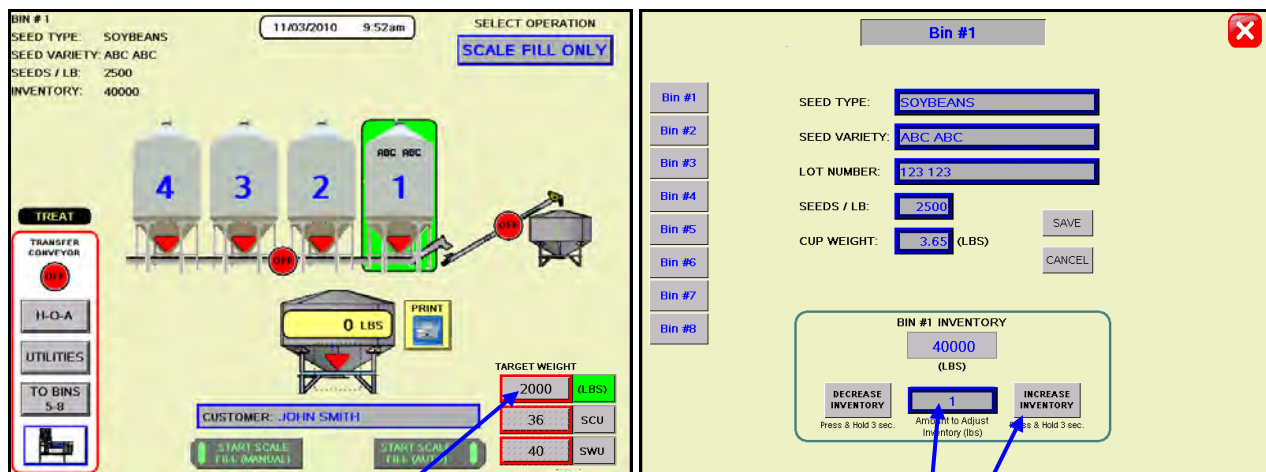 BIN # 1
SEED TYPE: SOYBEANS
SEED VARIETY: ABC ABC
SEEDS / LB: 2500
INVENTORY: 40000
11/03/2010 9:52am
SELECT OPERATION
SCALE FILL ONLY
ABC ABC
4 3 2 1
TREAT
TRANSFER
CONVEYOR
OFF
OFF
OFF
H-O-A
UTILITIES
TO BINS
5-8
0 LBS
PRINT
TARGET WEIGHT
2000 (LBS)
36 SCU
40 SWU
CUSTOMER: JOHN SMITH
START SCALE
FILL (MANUAL)
START SCALE
FILL (AUTO)
Bin #1
X
Bin #1
Bin #2
Bin #3
Bin #4
Bin #5
Bin #6
Bin #7
Bin #8
SEED TYPE: SOYBEANS
SEED VARIETY: ABC ABC
LOT NUMBER: 123 123
SEEDS / LB: 2500
CUP WEIGHT: 3.65 (LBS)
SAVE
CANCEL
BIN #1 INVENTORY
40000
(LBS)
DECREASE
INVENTORY
Press & Hold 3 sec.
1
Amount to Adjust
Inventory (lbs)
INCREASE
INVENTORY
Press & Hold 3 sec.